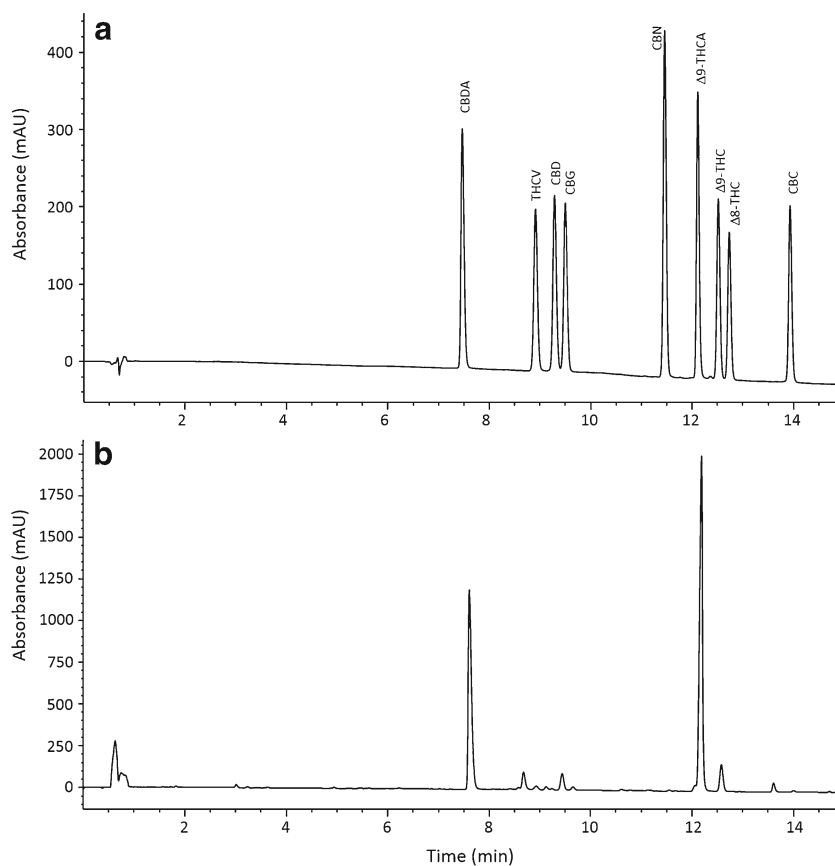 a
Absorbance (mAU)
400
300
200
100
0
CBDA
THCV
CBD
CBG
CBN
Δ9-THCA
Δ9-THC
Δ8-THC
CBC
2 4 6 8 10 12 14
b
Absorbance (mAU)
2000
1750
1500
1250
1000
750
500
250
0
2 4 6 8 10 12 14
Time (min)